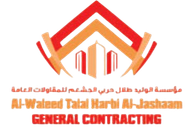 مؤسسة الوليد طلال حربي الجشعم للمقاولات العامة
Al-Waleed Talal Harbi Al-Jashaam
GENERAL CONTRACTING